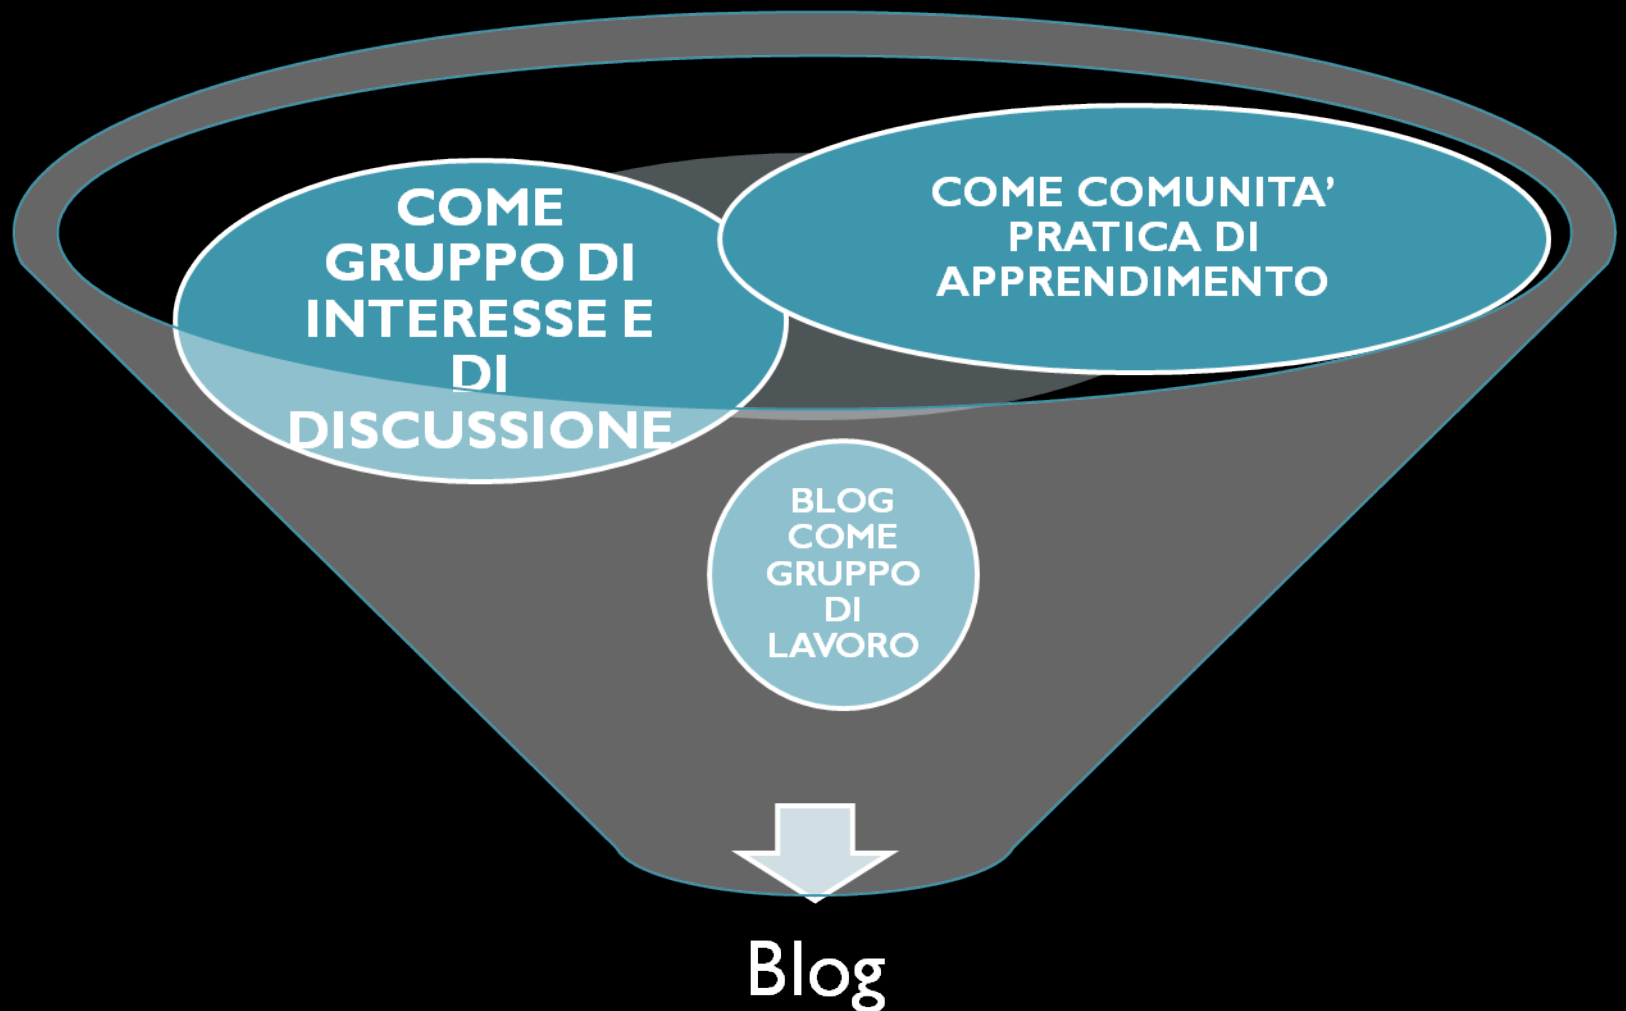 COME
GRUPPO DI
INTERESSE E
DI
DISCUSSIONE
COME COMUNITA’
PRATICA DI
APPRENDIMENTO
BLOG
COME
GRUPPO
DI
LAVORO
Blog